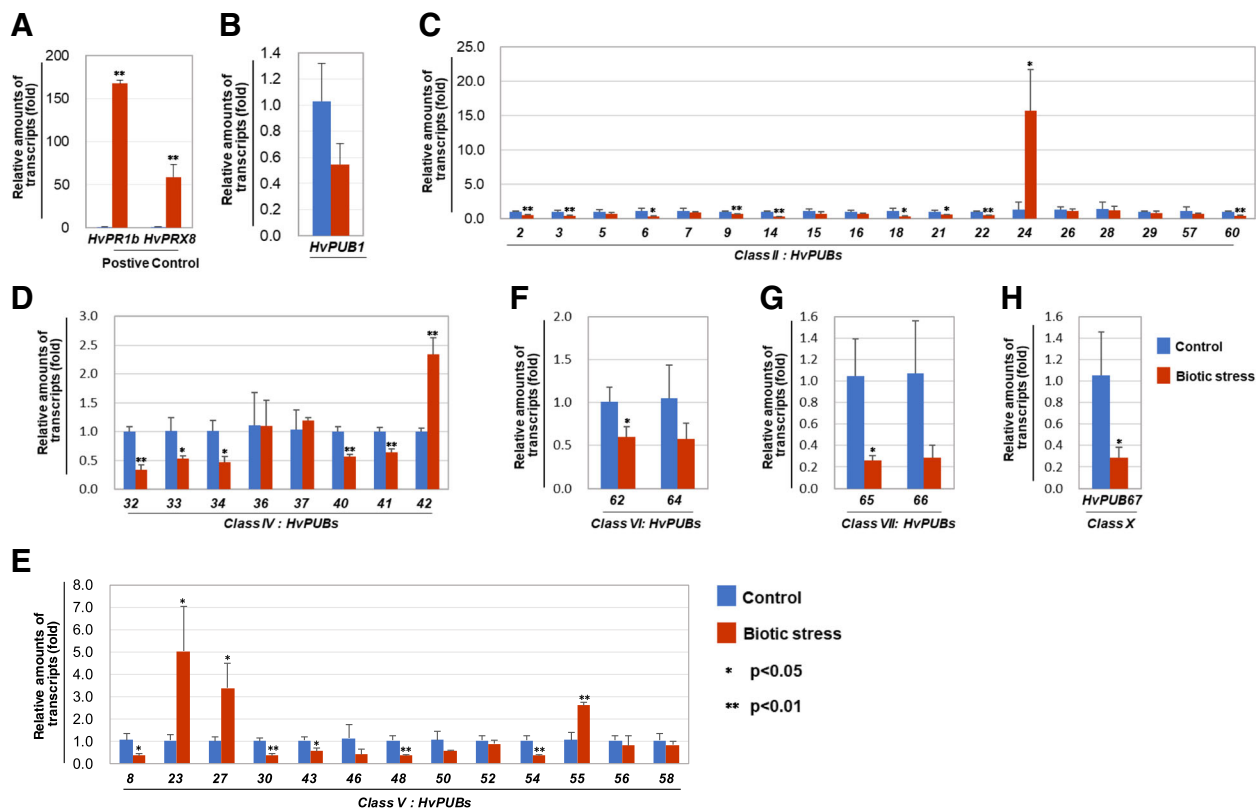 A
Relative amounts of
transcripts (fold)
200
150
100
50
0
**
**
HvPR1b HvPRX8
Postive Control
B
Relative amounts of
transcripts (fold)
1.4
1.2
1.0
0.8
0.6
0.4
0.2
0.0
HvPUB1
C
Relative amounts of
transcripts (fold)
25.0
20.0
15.0
10.0
5.0
0.0
** ** * ** ** * * ** * **
2 3 5 6 7 9 14 15 16 18 21 22 24 26 28 29 57 60
Class II : HvPUBs
D
Relative amounts of
transcripts (fold)
3.0
2.5
2.0
1.5
1.0
0.5
0.0
** * * ** ** **
32 33 34 36 37 40 41 42
Class IV : HvPUBs
F
Relative amounts of
transcripts (fold)
2.0
1.5
1.0
0.5
0.0
*
62 64
Class VI: HvPUBs
G
Relative amounts of
transcripts (fold)
1.6
1.4
1.2
1.0
0.8
0.6
0.4
0.2
0.0
*
65 66
Class VII: HvPUBs
H
Relative amounts of
transcripts (fold)
1.6
1.4
1.2
1.0
0.8
0.6
0.4
0.2
0.0
*
HvPUB67
Class X
Control
Biotic stress
E
Relative amounts of
transcripts (fold)
8.0
7.0
6.0
5.0
4.0
3.0
2.0
1.0
0.0
* * * ** * ** ** **
8 23 27 30 43 46 48 50 52 54 55 56 58
Class V : HvPUBs
Control
Biotic stress
* p<0.05
** p<0.01